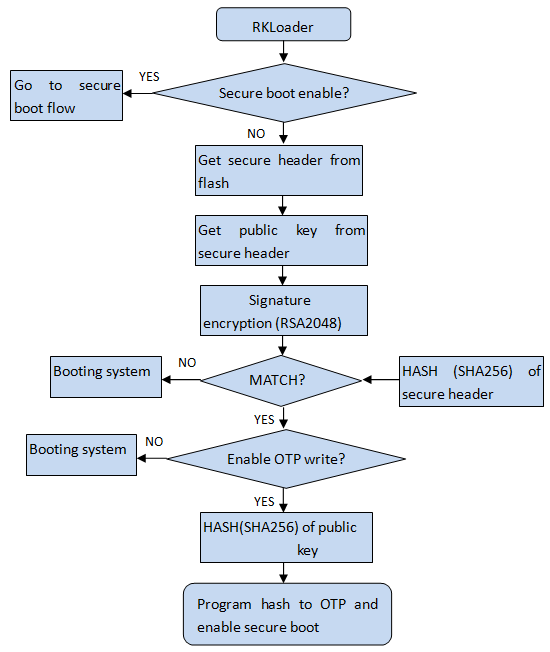 RKLoader
YES
Go to secure
boot flow
Secure boot enable?
NO
Get secure header from
flash
Get public key from
secure header
Signature
encryption (RSA2048)
NO
Booting system
MATCH?
HASH (SHA256) of
secure header
YES
NO
Booting system
Enable OTP write?
YES
HASH(SHA256) of public
key
Program hash to OTP and
enable secure boot